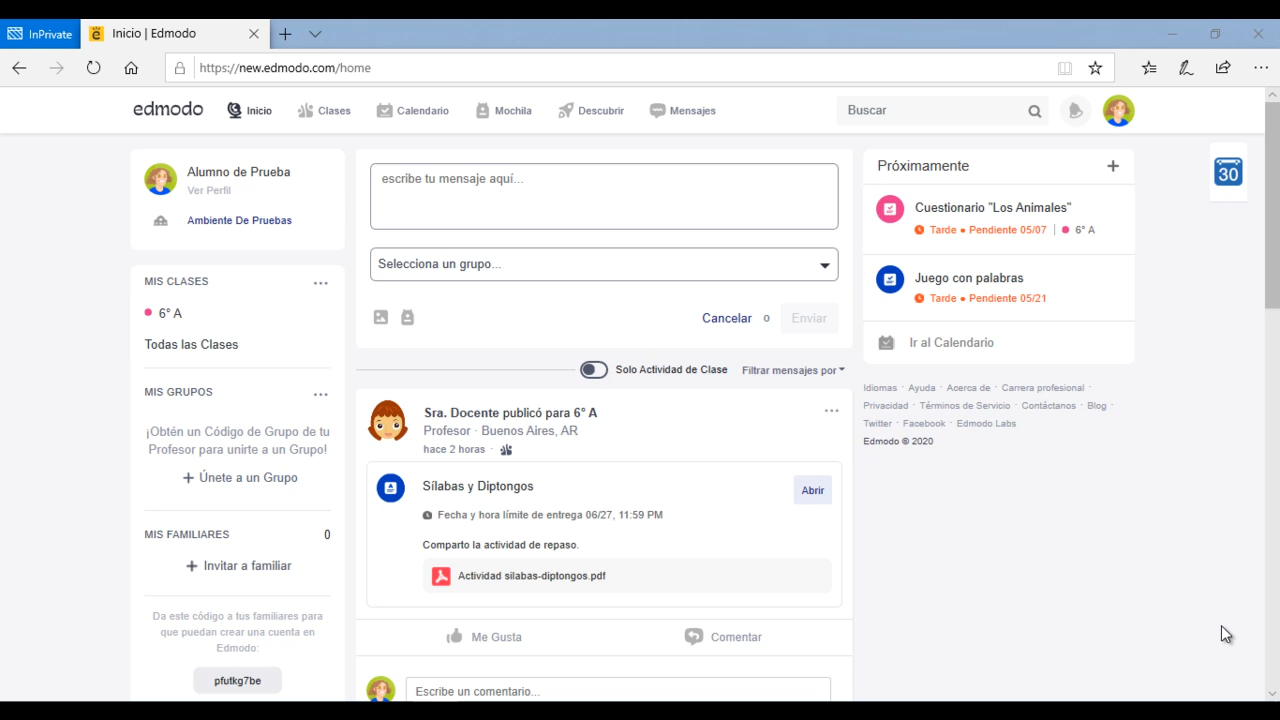 InPrivate
Inicio | Edmodo
https://new.edmodo.com/home
edmodo
Inicio
Clases
Calendario
Mochila
Descubrir
Mensajes
Buscar
Alumno de Prueba
Ver Perfil
Ambiente De Pruebas
MIS CLASES
6° A
Todas las Clases
MIS GRUPOS
¡Obtén un Código de Grupo de tu
Profesor para unirte a un Grupo!
+ Únete a un Grupo
MIS FAMILIARES 0
+ Invitar a familiar
Da este código a tus familiares para
que puedan crear una cuenta en
Edmodo:
pfutkg7be
escribe tu mensaje aquí...
Selecciona un grupo...
Cancelar 0 Enviar
Solo Actividad de Clase Filtrar mensajes por
Sra. Docente publicó para 6° A
Profesor · Buenos Aires, AR
hace 2 horas ·
Sílabas y Diptongos
Abrir
Fecha y hora límite de entrega 06/27, 11:59 PM
Comparto la actividad de repaso.
Actividad silabas-diptongos.pdf
Me Gusta
Comentar
Escribe un comentario...
Próximamente +
Cuestionario "Los Animales"
Tarde • Pendiente 05/07 | 6° A
Juego con palabras
Tarde • Pendiente 05/21
Ir al Calendario
Idiomas · Ayuda · Acerca de · Carrera profesional ·
Privacidad · Términos de Servicio · Contáctanos · Blog ·
Twitter · Facebook · Edmodo Labs
Edmodo © 2020
30